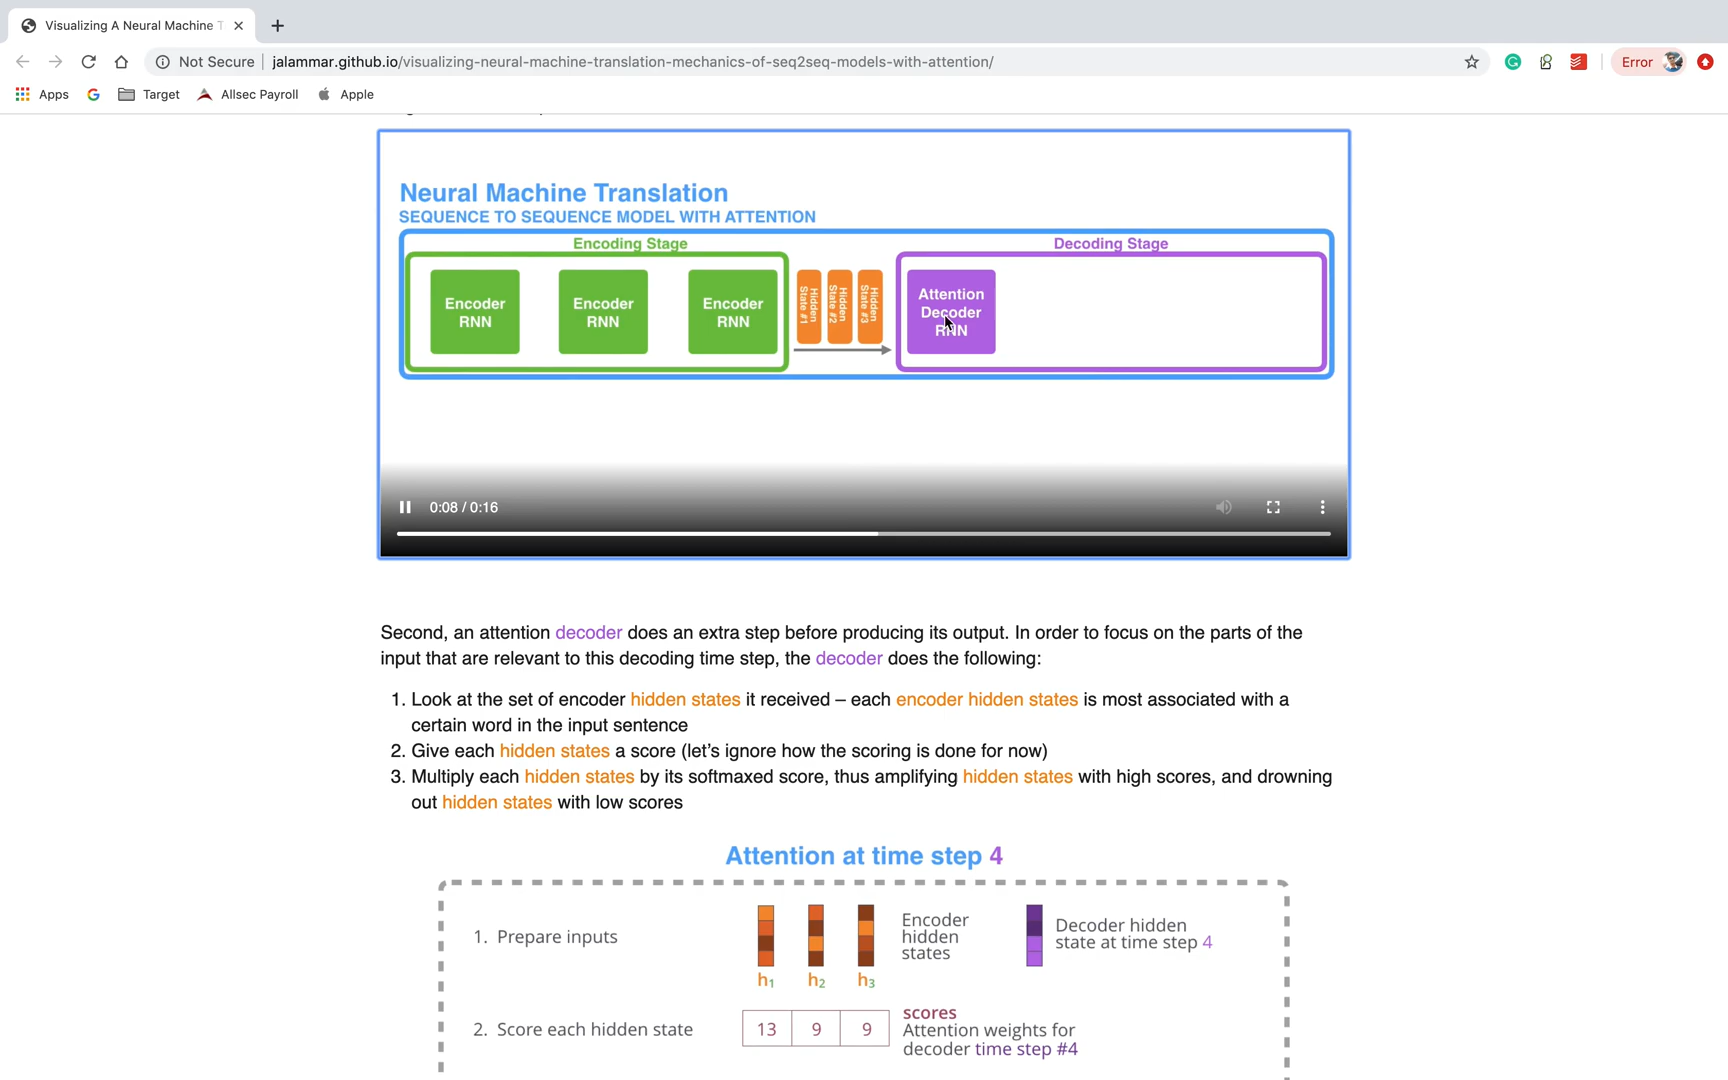 Visualizing A Neural Machine T
Not Secure | jalammar.github.io/visualizing-neural-machine-translation-mechanics-of-seq2seq-models-with-attention/
Error
Apps
Target
Allsec Payroll
Apple
Neural Machine Translation
SEQUENCE TO SEQUENCE MODEL WITH ATTENTION
Encoding Stage
Decoding Stage
Encoder
RNN
Encoder
RNN
Encoder
RNN
Hidden
State #1
Hidden
State #2
Hidden
State #3
Attention
Decoder
RNN
0:08 / 0:16
Second, an attention decoder does an extra step before producing its output. In order to focus on the parts of the
input that are relevant to this decoding time step, the decoder does the following:
1. Look at the set of encoder hidden states it received – each encoder hidden states is most associated with a
certain word in the input sentence
2. Give each hidden states a score (let’s ignore how the scoring is done for now)
3. Multiply each hidden states by its softmaxed score, thus amplifying hidden states with high scores, and drowning
out hidden states with low scores
Attention at time step 4
1. Prepare inputs
h1 h2 h3
Encoder
hidden
states
Decoder hidden
state at time step 4
2. Score each hidden state
13 9 9
scores
Attention weights for
decoder time step #4